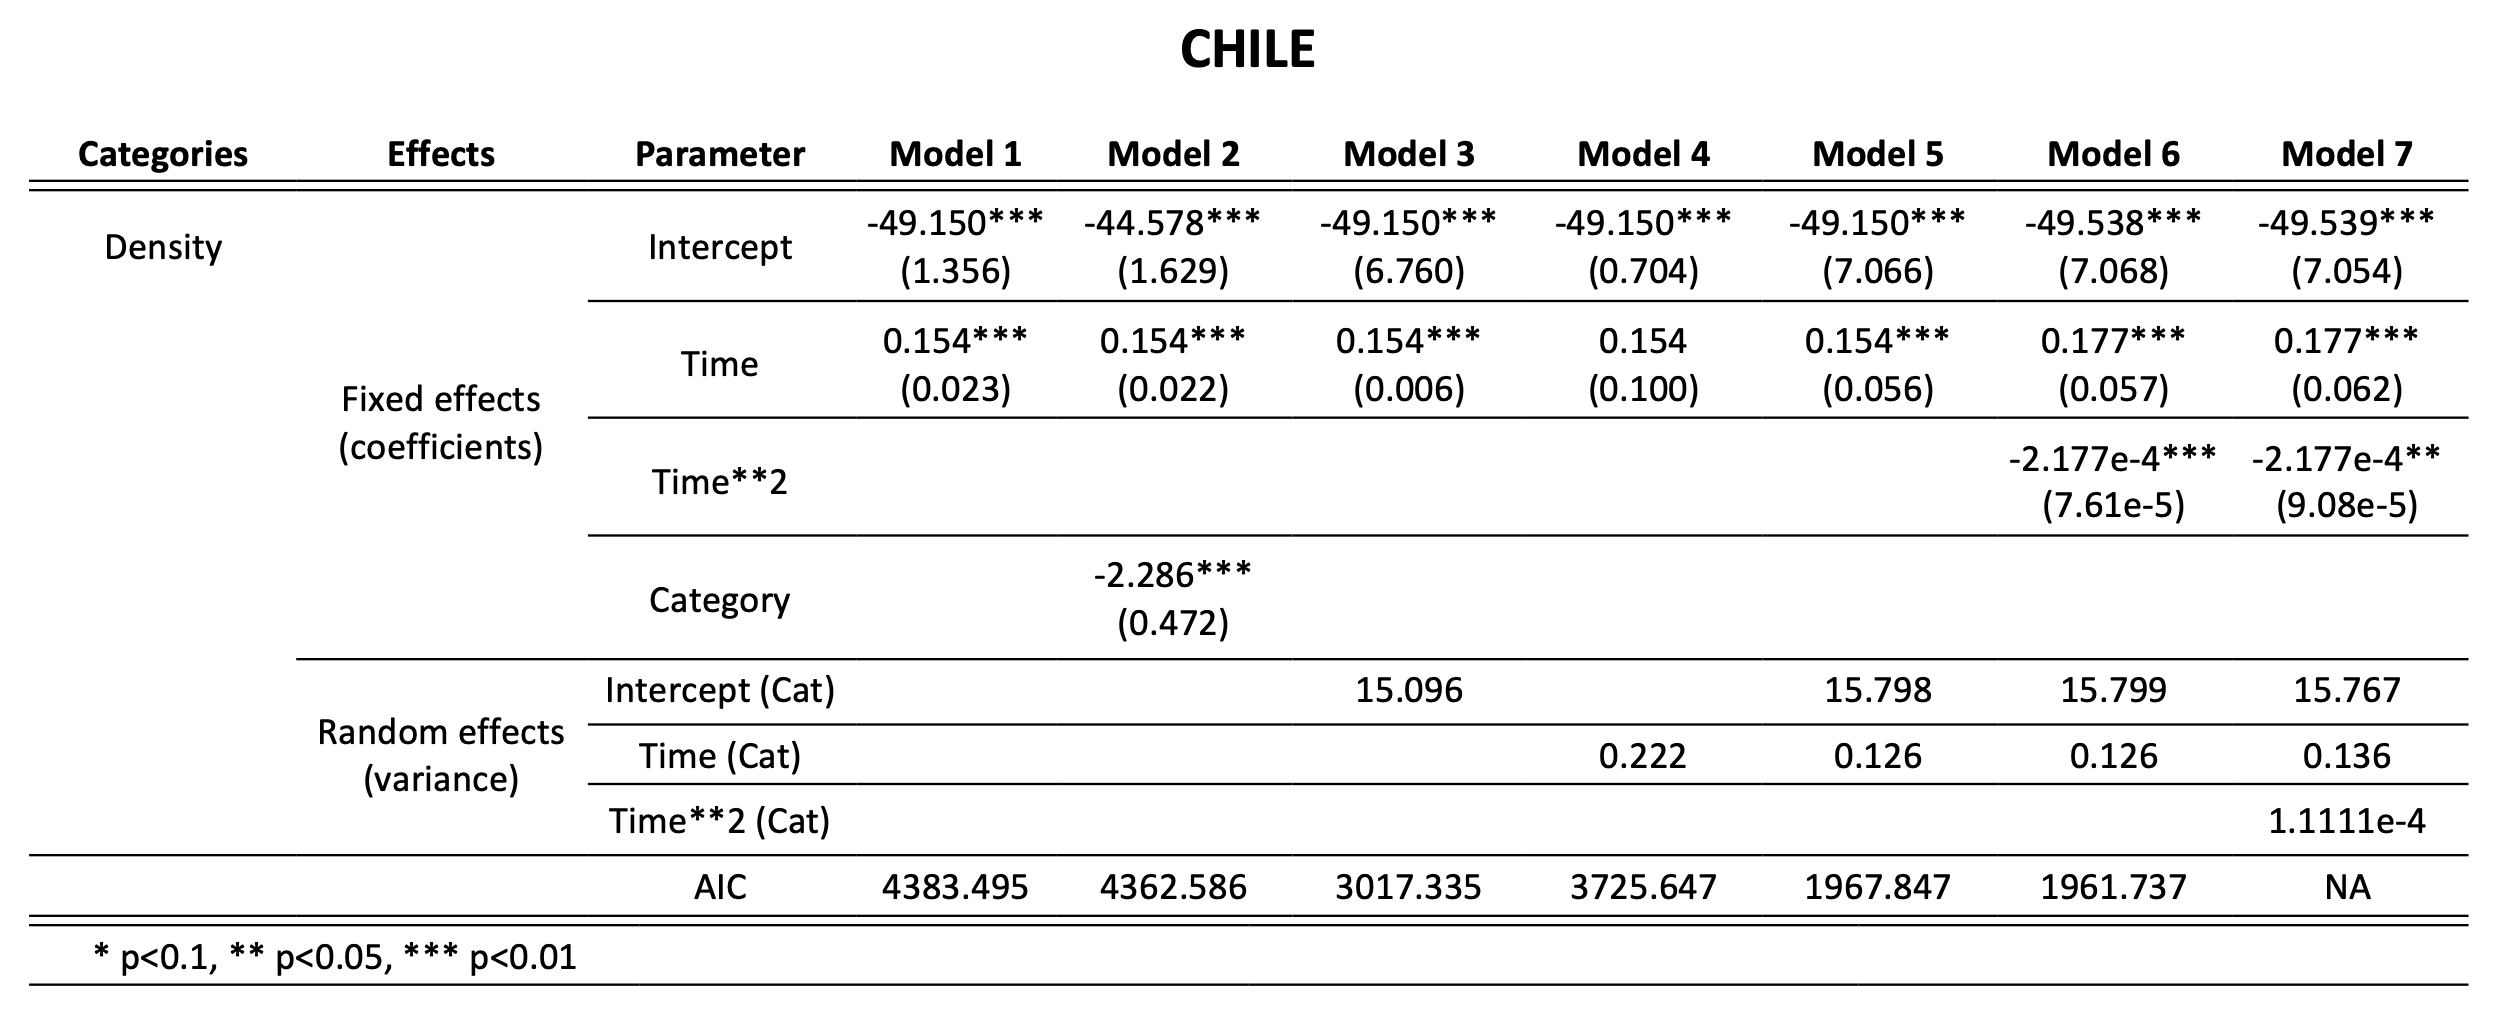 CHILE
Categories Effects Parameter Model 1 Model 2 Model 3 Model 4 Model 5 Model 6 Model 7
Density Fixed effects (coefficients) Intercept -49.150*** -44.578*** -49.150*** -49.150*** -49.150*** -49.538*** -49.539***
(1.356) (1.629) (6.760) (0.704) (7.066) (7.068) (7.054)
Time 0.154*** 0.154*** 0.154*** 0.154 0.154*** 0.177*** 0.177***
(0.023) (0.022) (0.006) (0.100) (0.056) (0.057) (0.062)
Time**2 -2.177e-4*** -2.177e-4**
(7.61e-5) (9.08e-5)
Category -2.286***
(0.472)
Random effects (variance) Intercept (Cat) 15.096 15.798 15.799 15.767
Time (Cat) 0.222 0.126 0.126 0.136
Time**2 (Cat) 1.1111e-4
AIC 4383.495 4362.586 3017.335 3725.647 1967.847 1961.737 NA
* p<0.1, ** p<0.05, *** p<0.01